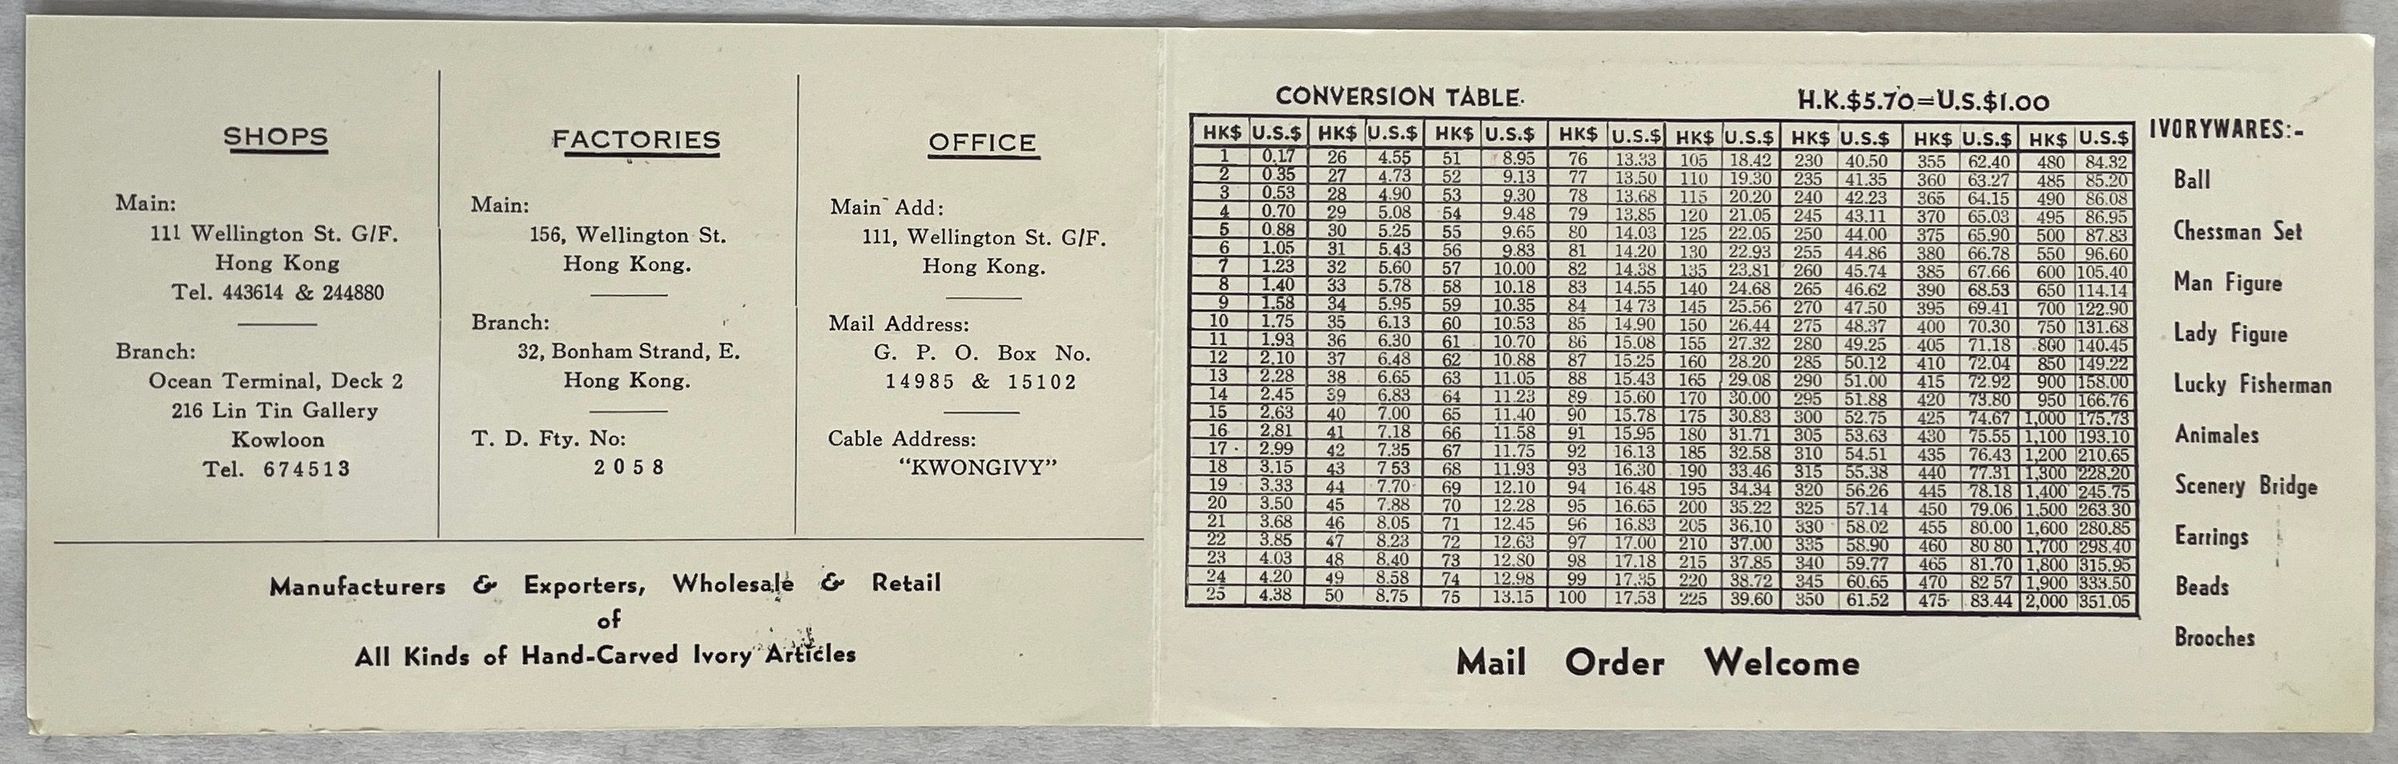 SHOPS
Main:
111 Wellington St. G/F.
Hong Kong
Tel. 443614 & 244880
Branch:
Ocean Terminal, Deck 2
216 Lin Tin Gallery
Kowloon
Tel. 674513
FACTORIES
Main:
156, Wellington St.
Hong Kong.
Branch:
32, Bonham Strand, E.
Hong Kong.
T. D. Fty. No:
2058
OFFICE
Main Add:
111, Wellington St. G/F.
Hong Kong.
Mail Address:
G. P. O. Box No.
14985 & 15102
Cable Address:
"KWONGIVY"
Manufacturers & Exporters, Wholesale & Retail
of
All Kinds of Hand-Carved Ivory Articles
CONVERSION TABLE. H.K.$5.70=U.S.$1.00
HK$ U.S.$ HK$ U.S.$ HK$ U.S.$ HK$ U.S.$ HK$ U.S.$ HK$ U.S.$ HK$ U.S.$ HK$ U.S.$
1 0.17 26 4.55 51 8.95 76 13.33 105 18.42 230 40.50 355 62.40 480 84.32
2 0.35 27 4.73 52 9.13 77 13.50 110 19.30 235 41.35 360 63.27 485 85.20
3 0.53 28 4.90 53 9.30 78 13.68 115 20.20 240 42.23 365 64.15 490 86.08
4 0.70 29 5.08 54 9.48 79 13.85 120 21.05 245 43.11 370 65.03 495 86.95
5 0.88 30 5.25 55 9.65 80 14.03 125 22.05 250 44.00 375 65.90 500 87.83
6 1.05 31 5.43 56 9.83 81 14.20 130 22.93 255 44.86 380 66.78 550 96.60
7 1.23 32 5.60 57 10.00 82 14.38 135 23.81 260 45.74 385 67.66 600 105.40
8 1.40 33 5.78 58 10.18 83 14.55 140 24.68 265 46.62 390 68.53 650 114.14
9 1.58 34 5.95 59 10.35 84 14 73 145 25.56 270 47.50 395 69.41 700 122.90
10 1.75 35 6.13 60 10.53 85 14.90 150 26.44 275 48.37 400 70.30 750 131.68
11 1.93 36 6.30 61 10.70 86 15.08 155 27.32 280 49.25 405 71.18 800 140.45
12 2.10 37 6.48 62 10.88 87 15.25 160 28.20 285 50.12 410 72.04 850 149.22
13 2.28 38 6.65 63 11.05 88 15.43 165 29.08 290 51.00 415 72.92 900 158.00
14 2.45 39 6.83 64 11.23 89 15.60 170 30.00 295 51.88 420 73.80 950 166.76
15 2.63 40 7.00 65 11.40 90 15.78 175 30.83 300 52.75 425 74.67 1,000 175.73
16 2.81 41 7.18 66 11.58 91 15.95 180 31.71 305 53.63 430 75.55 1,100 193.10
17 2.99 42 7.35 67 11.75 92 16.13 185 32.58 310 54.51 435 76.43 1,200 210.65
18 3.15 43 7 53 68 11.93 93 16.30 190 33.46 315 55.38 440 77.31 1,300 228.20
19 3.33 44 7.70 69 12.10 94 16.48 195 34.34 320 56.26 445 78.18 1,400 245.75
20 3.50 45 7.88 70 12.28 95 16.65 200 35.22 325 57.14 450 79.06 1,500 263.30
21 3.68 46 8.05 71 12.45 96 16.83 205 36.10 330 58.02 455 80.00 1,600 280.85
22 3.85 47 8.23 72 12.63 97 17.00 210 37.00 335 58.90 460 80 80 1,700 298.40
23 4.03 48 8.40 73 12.80 98 17.18 215 37.85 340 59.77 465 81.70 1,800 315.95
24 4.20 49 8.58 74 12.98 99 17.35 220 38.72 345 60.65 470 82 57 1,900 333.50
25 4.38 50 8.75 75 13.15 100 17.53 225 39.60 350 61.52 475 83.44 2,000 351.05
Mail Order Welcome
IVORYWARES:-
Ball
Chessman Set
Man Figure
Lady Figure
Lucky Fisherman
Animales
Scenery Bridge
Earrings
Beads
Brooches